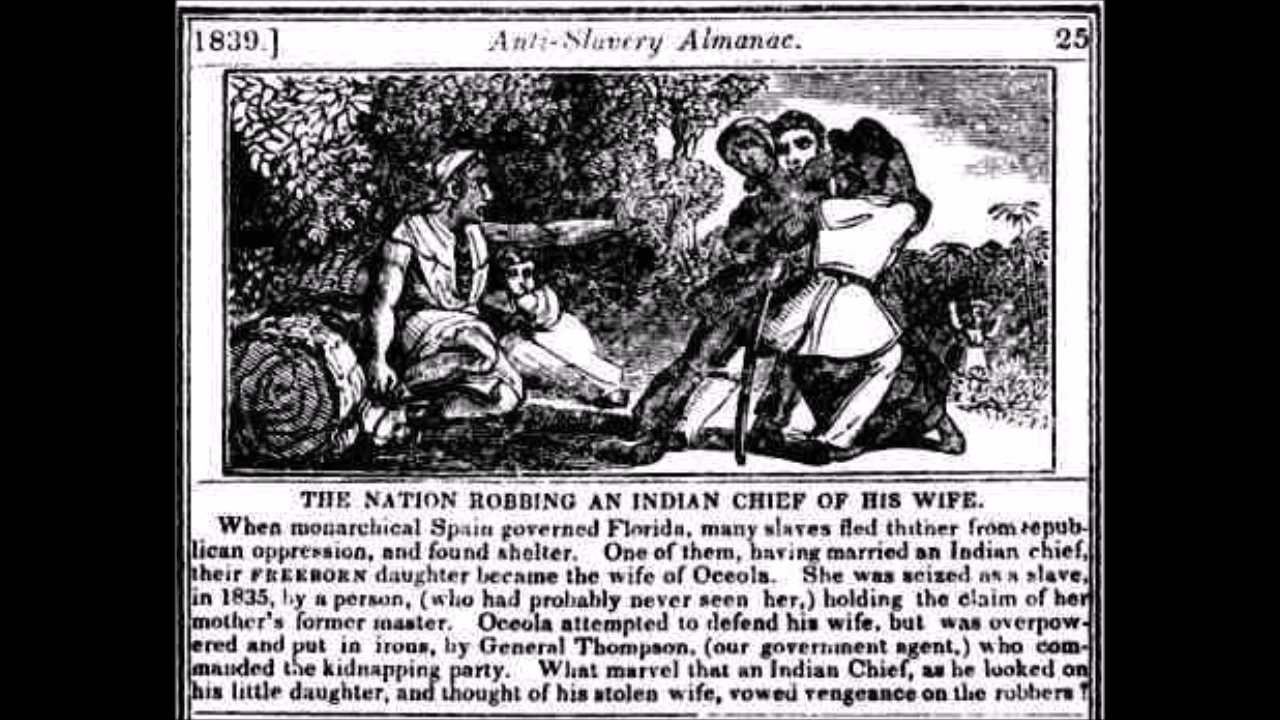 1839.] Anti-Slavery Almanac. 25
THE NATION ROBBING AN INDIAN CHIEF OF HIS WIFE.
When monarchical Spain governed Florida, many slaves fled thither from repub-
lican oppression, and found shelter. One of them, having married an Indian chief,
their FREEBORN daughter became the wife of Oceola. She was seized as a slave,
in 1835, by a person, (who had probably never seen her,) holding the claim of her
mother's former master. Oceola attempted to defend his wife, but was overpow-
ered and put in irons, by General Thompson, (our government agent,) who com-
manded the kidnapping party. What marvel that an Indian Chief, as he looked on
his little daughter, and thought of his stolen wife, vowed vengeance on the robbers?